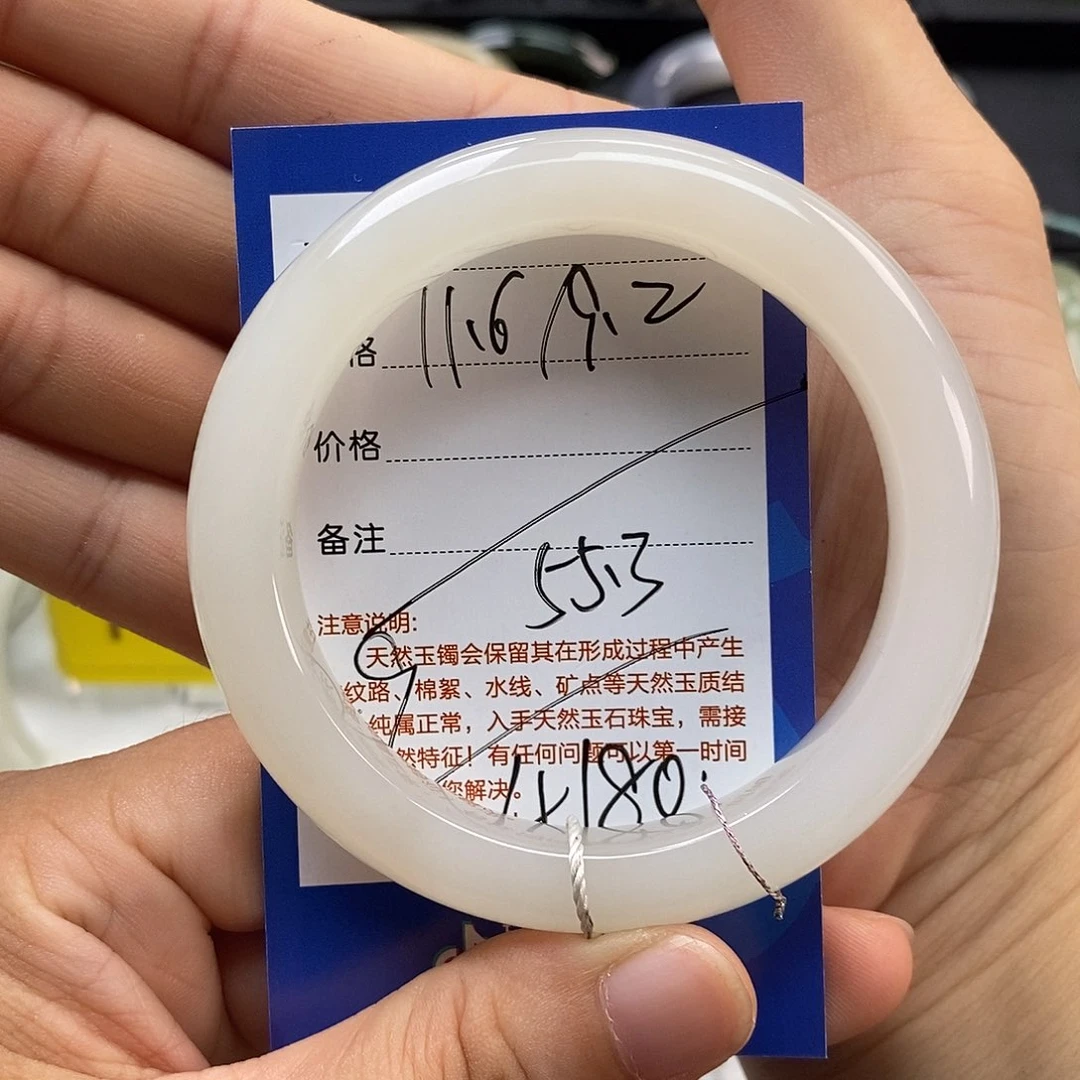 格 11.6 19.2
价格
备注
55.3
注意说明:
天然玉镯会保留其在形成过程中产生
纹路、棉絮、水线、矿点等天然玉质结
纯属正常，入手天然玉石珠宝，需接
然特征！有任何问题可以第一时间
您解决。
180